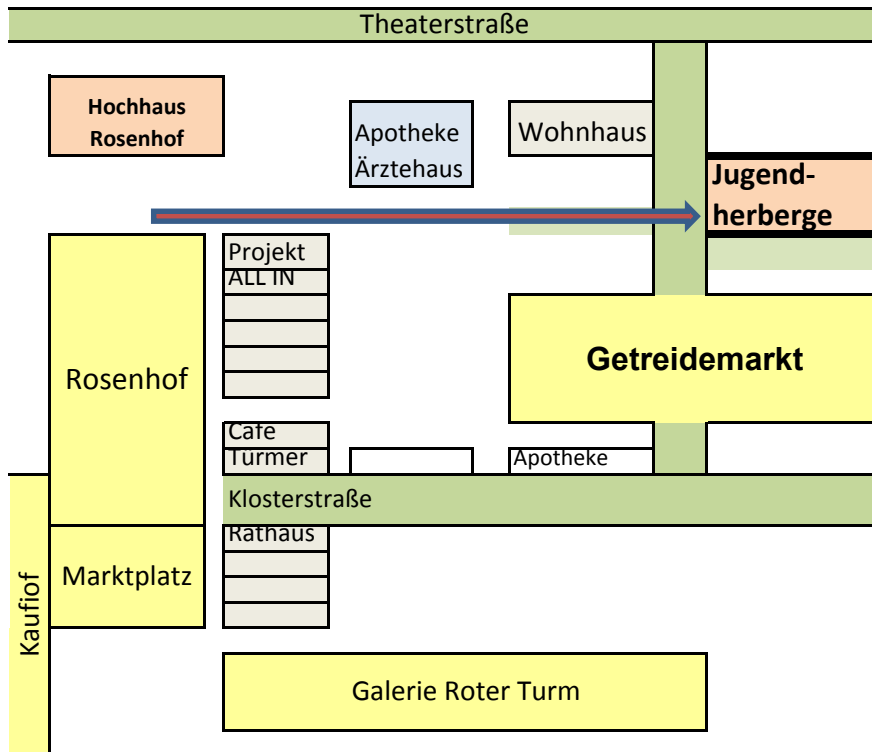 Theaterstraße
Hochhaus
Rosenhof
Apotheke
Ärztehaus
Wohnhaus
Jugend-
herberge
Projekt
ALL IN
Rosenhof
Getreidemarkt
Cafe
Türmer
Apotheke
Klosterstraße
Rathaus
Marktplatz
Kaufiof
Galerie Roter Turm